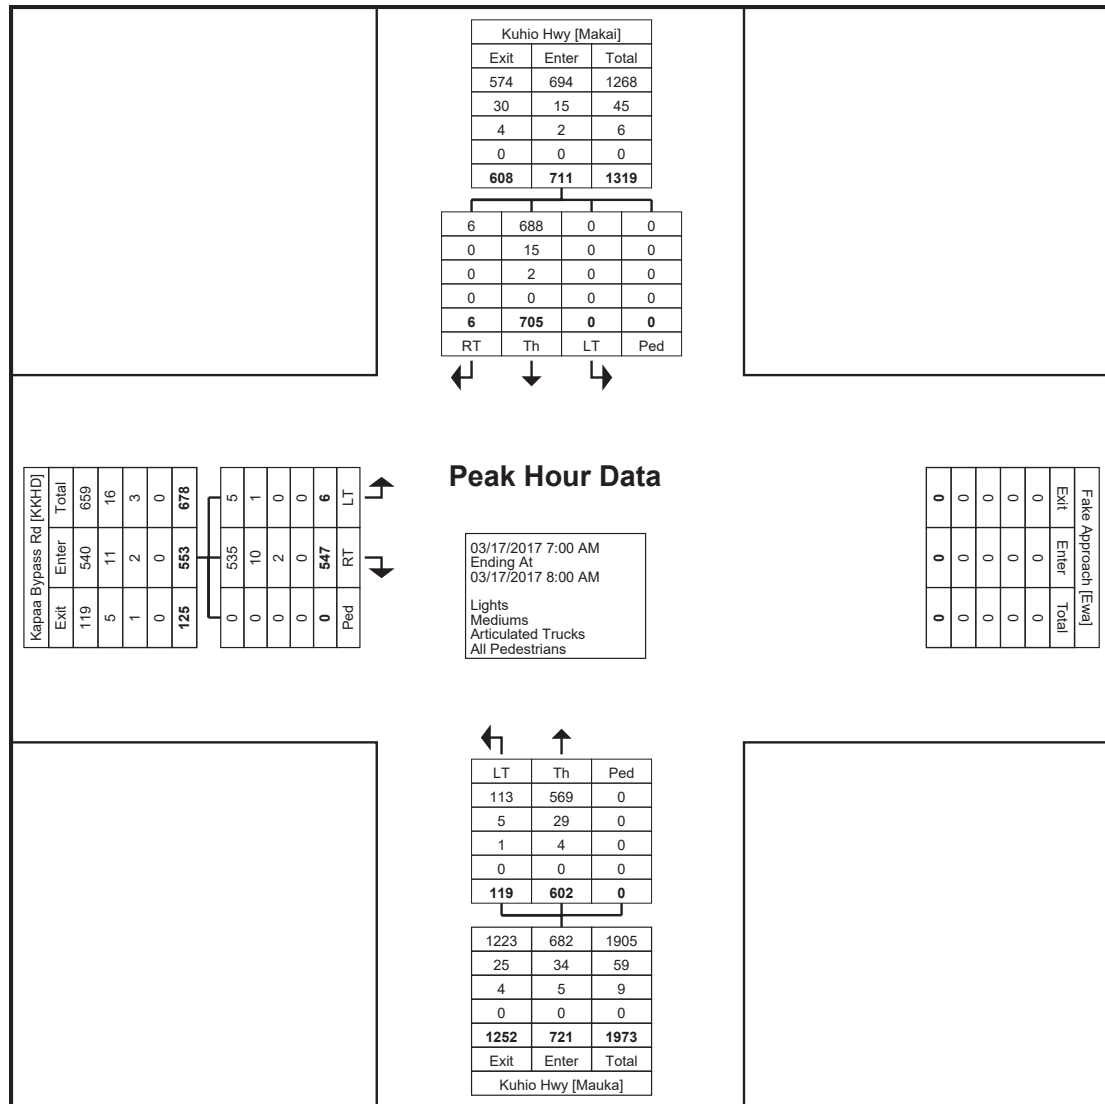 Kuhio Hwy [Makai]
Exit Enter Total
574 694 1268
30 15 45
4 2 6
0 0 0
608 711 1319
6 688 0 0
0 15 0 0
0 2 0 0
0 0 0 0
6 705 0 0
RT Th LT Ped
Kapaa Bypass Rd [KKHD]
Exit Enter Total
119 540 659
5 11 16
1 2 3
0 0 0
125 553 678
0 535 5
0 10 1
0 2 0
0 0 0
0 547 6
Ped RT LT
Peak Hour Data
03/17/2017 7:00 AM
Ending At
03/17/2017 8:00 AM
Lights
Mediums
Articulated Trucks
All Pedestrians
Fake Approach [Ewa]
Exit Enter Total
0 0 0
0 0 0
0 0 0
0 0 0
0 0 0
LT Th Ped
113 569 0
5 29 0
1 4 0
0 0 0
119 602 0
1223 682 1905
25 34 59
4 5 9
0 0 0
1252 721 1973
Exit Enter Total
Kuhio Hwy [Mauka]